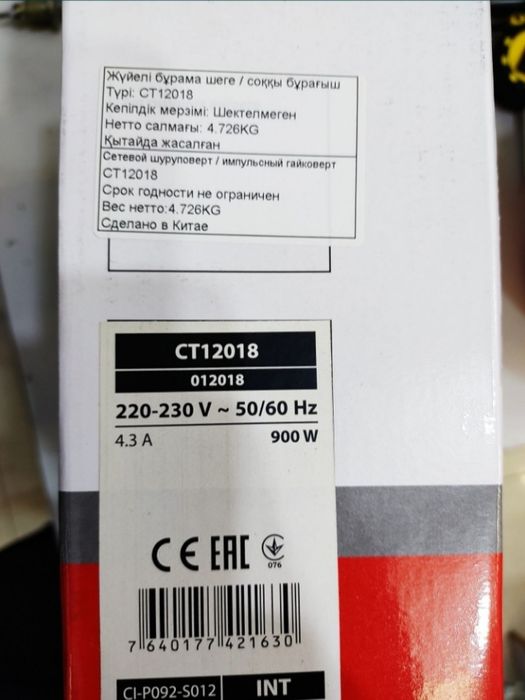 Жүйелі бұрама шеге / соққы бұрағыш
Түрі: CT12018
Кепілдік мерзімі: Шектелмеген
Нетто салмағы: 4.726KG
Қытайда жасалған
Сетевой шуруповерт / импульсный гайковерт
CT12018
Срок годности не ограничен
Вес нетто:4.726KG
Сделано в Китае
CT12018
012018
220-230 V ~ 50/60 Hz
4.3 A 900 W
CE EAC
076
7 640177 421630
CI-P092-S012 INT